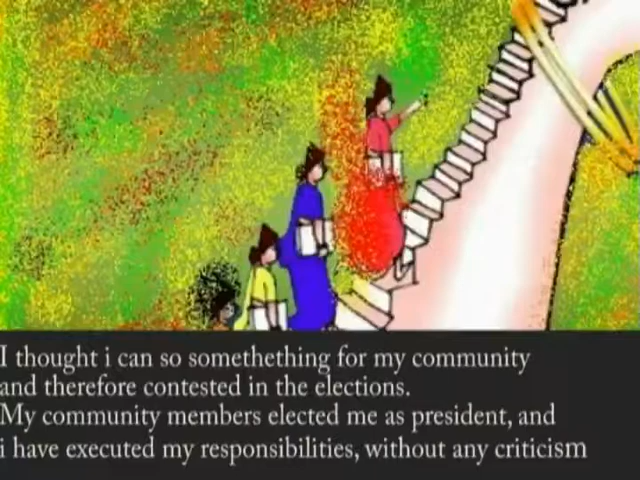 I thought i can so somethething for my community
and therefore contested in the elections.
My community members elected me as president, and
i have executed my responsibilities, without any criticism